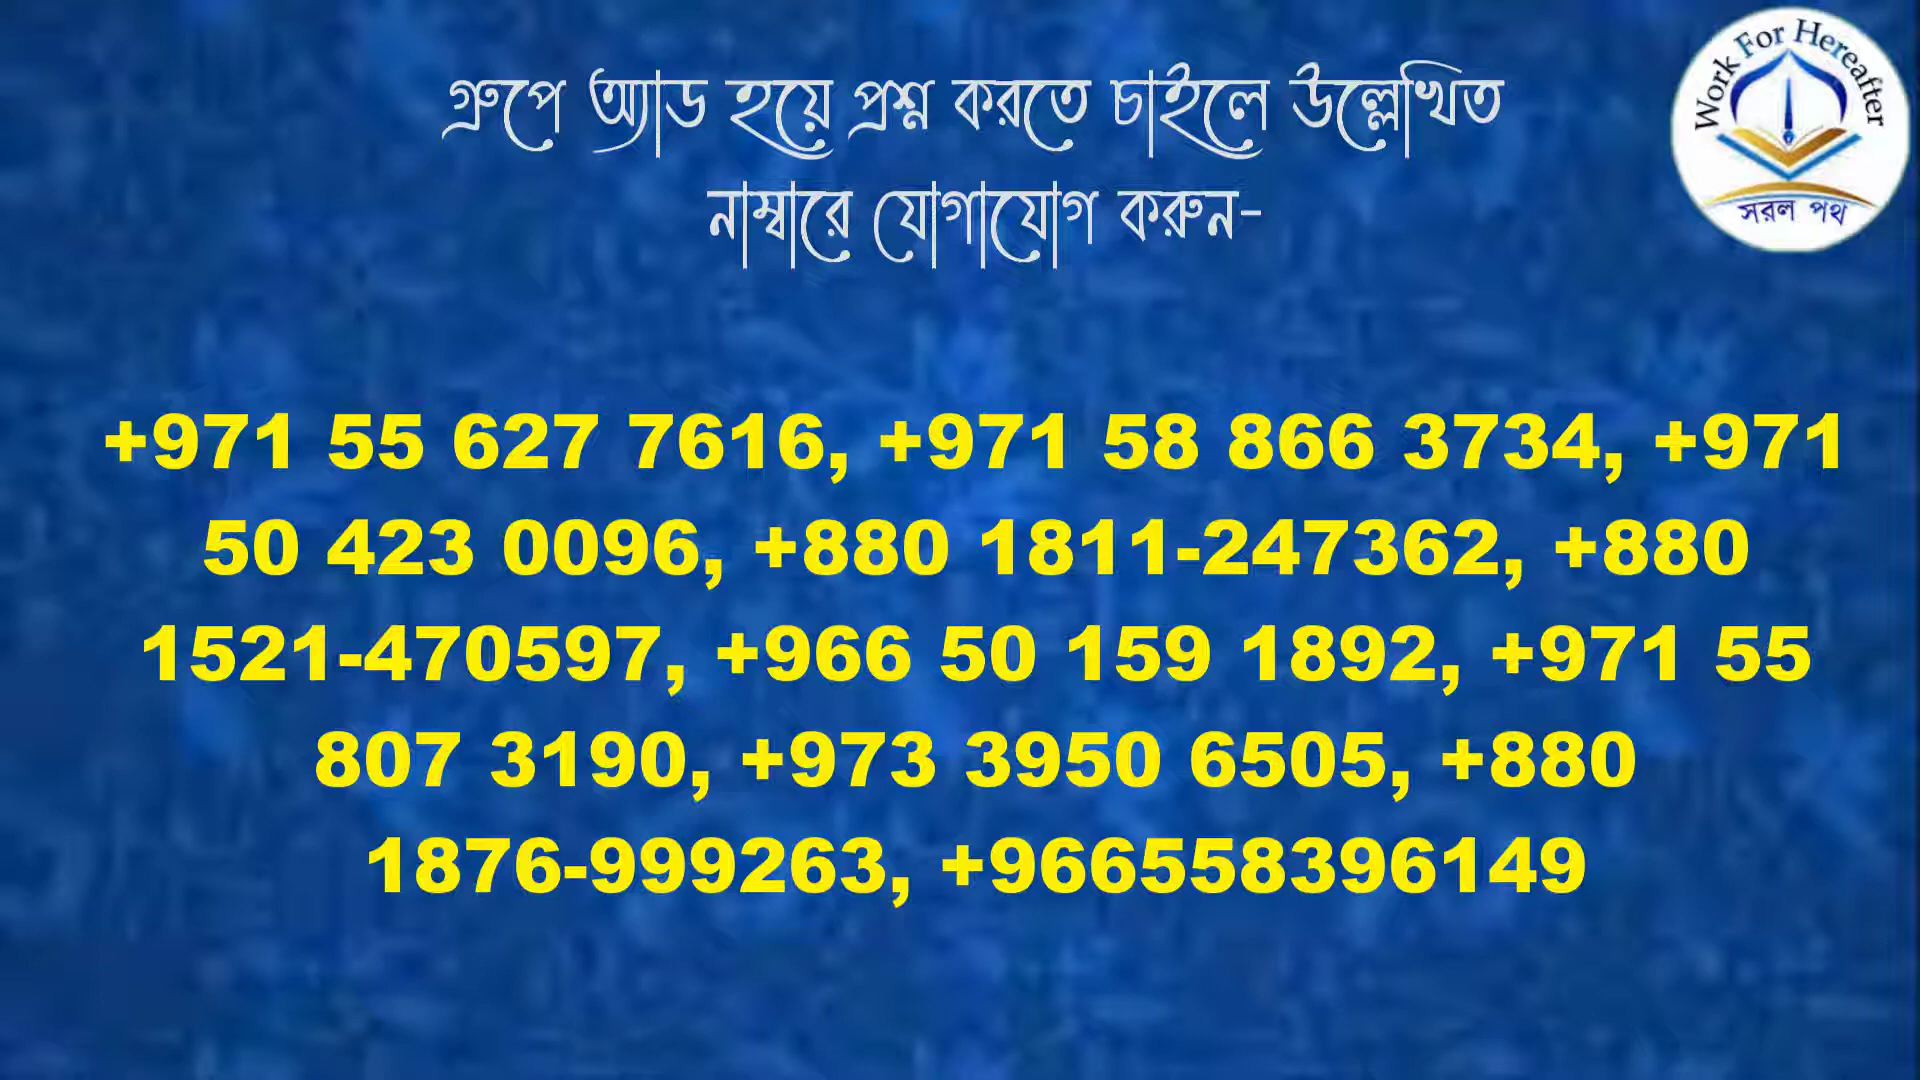 Work For Hereafter
গ্রুপে অ্যাড হয়ে প্রশ্ন করতে চাইলে উল্লেখিত
নাম্বারে যোগাযোগ করুন-
সরল পথ
+971 55 627 7616, +971 58 866 3734, +971
50 423 0096, +880 1811-247362, +880
1521-470597, +966 50 159 1892, +971 55
807 3190, +973 3950 6505, +880
1876-999263, +966558396149